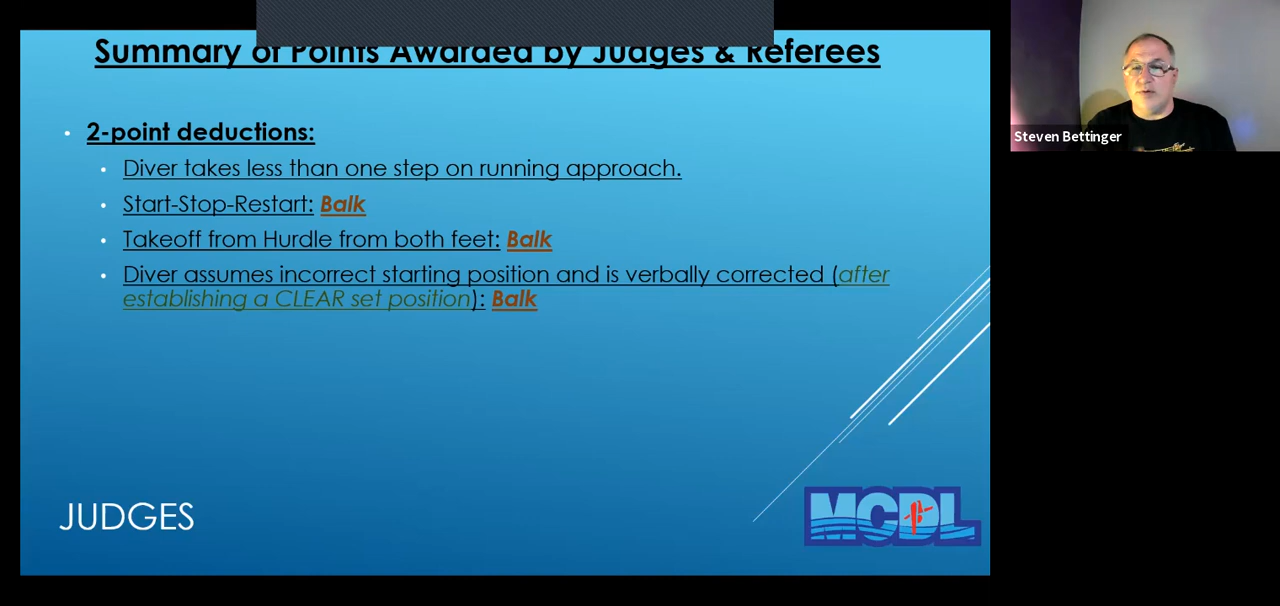 Summary of Points Awarded by Judges & Referees
2-point deductions:
Diver takes less than one step on running approach.
Start-Stop-Restart: Balk
Takeoff from Hurdle from both feet: Balk
Diver assumes incorrect starting position and is verbally corrected (after
establishing a CLEAR set position): Balk
JUDGES
MCDL
Steven Bettinger